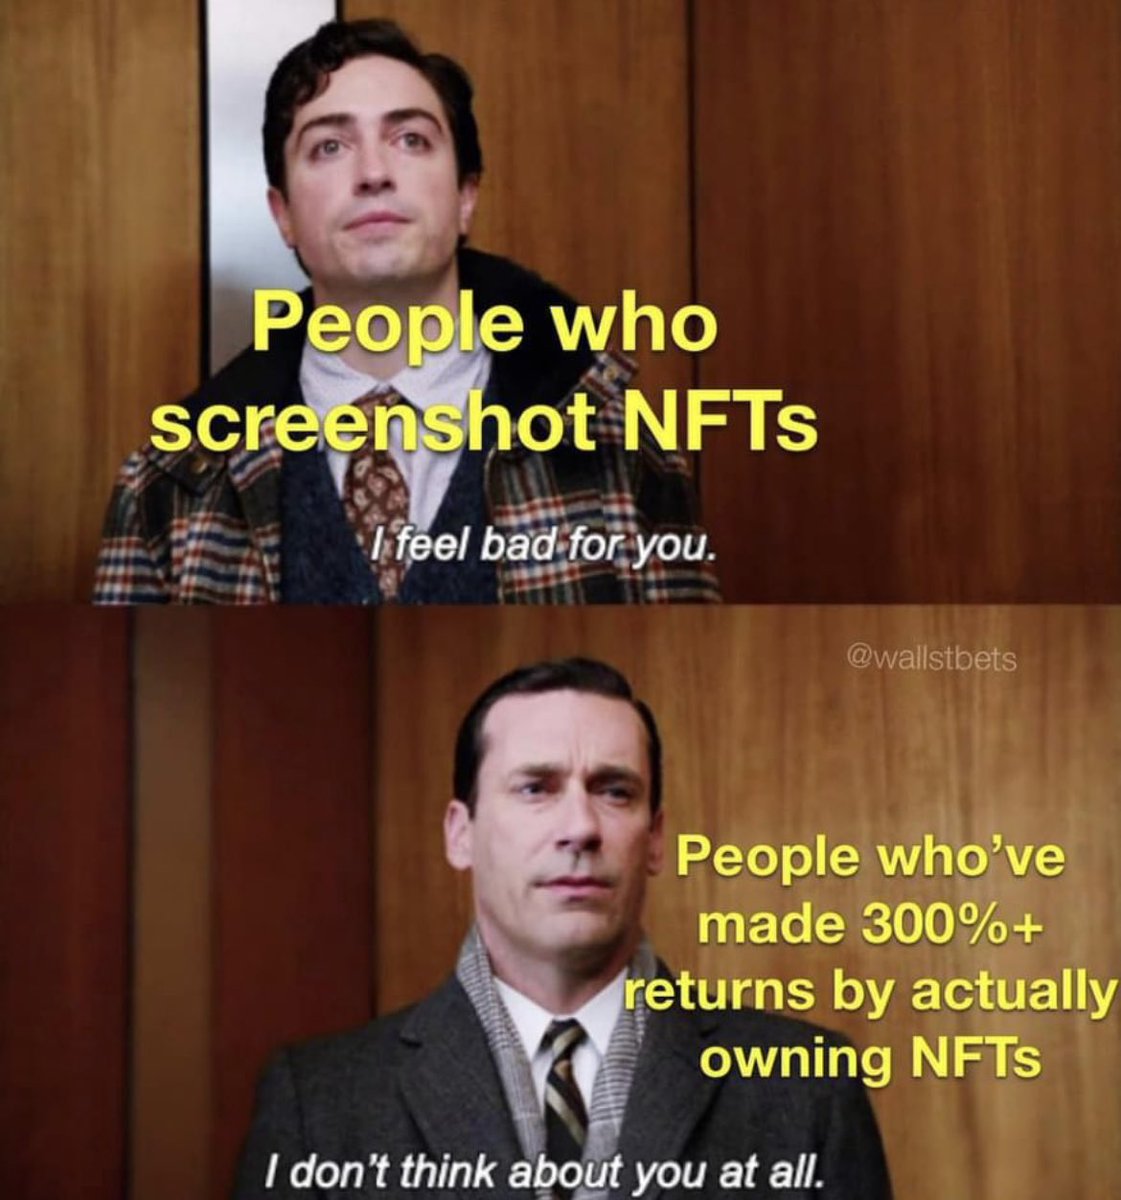 People who
screenshot NFTs
I feel bad for you.
@wallstbets
People who've
made 300%+
returns by actually
owning NFTs
I don't think about you at all.